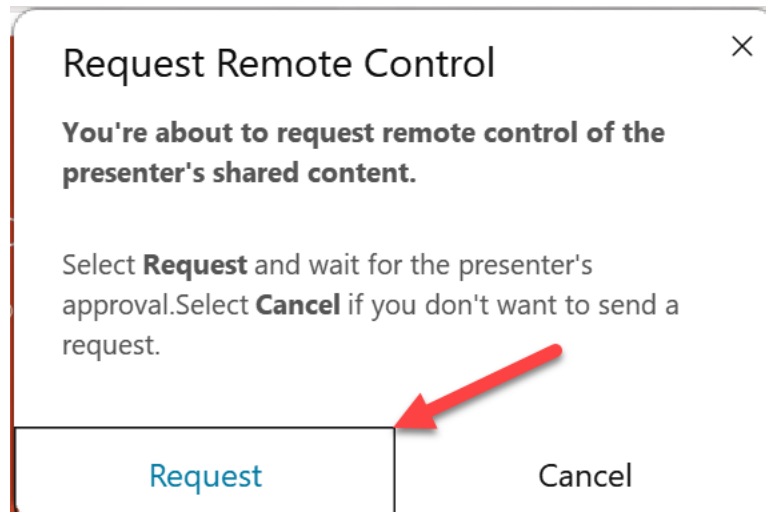 Request Remote Control
You're about to request remote control of the
presenter's shared content.
Select Request and wait for the presenter's
approval.Select Cancel if you don't want to send a
request.
Request
Cancel